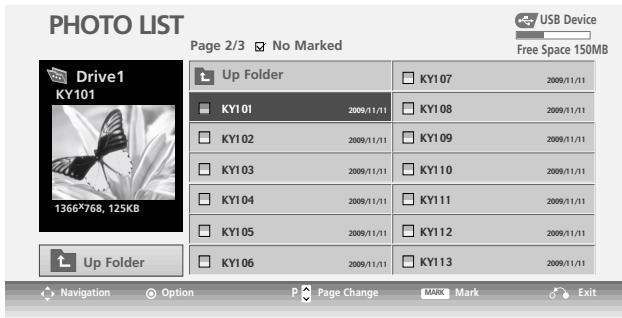 PHOTO LIST
USB Device
Page 2/3 No Marked
Free Space 150MB
Drive1
KY101
1366x768, 125KB
Up Folder
Up Folder
KY101 2009/11/11
KY102 2009/11/11
KY103 2009/11/11
KY104 2009/11/11
KY105 2009/11/11
KY106 2009/11/11
KY107 2009/11/11
KY108 2009/11/11
KY109 2009/11/11
KY110 2009/11/11
KY111 2009/11/11
KY112 2009/11/11
KY113 2009/11/11
Navigation Option P Page Change MARK Mark Exit